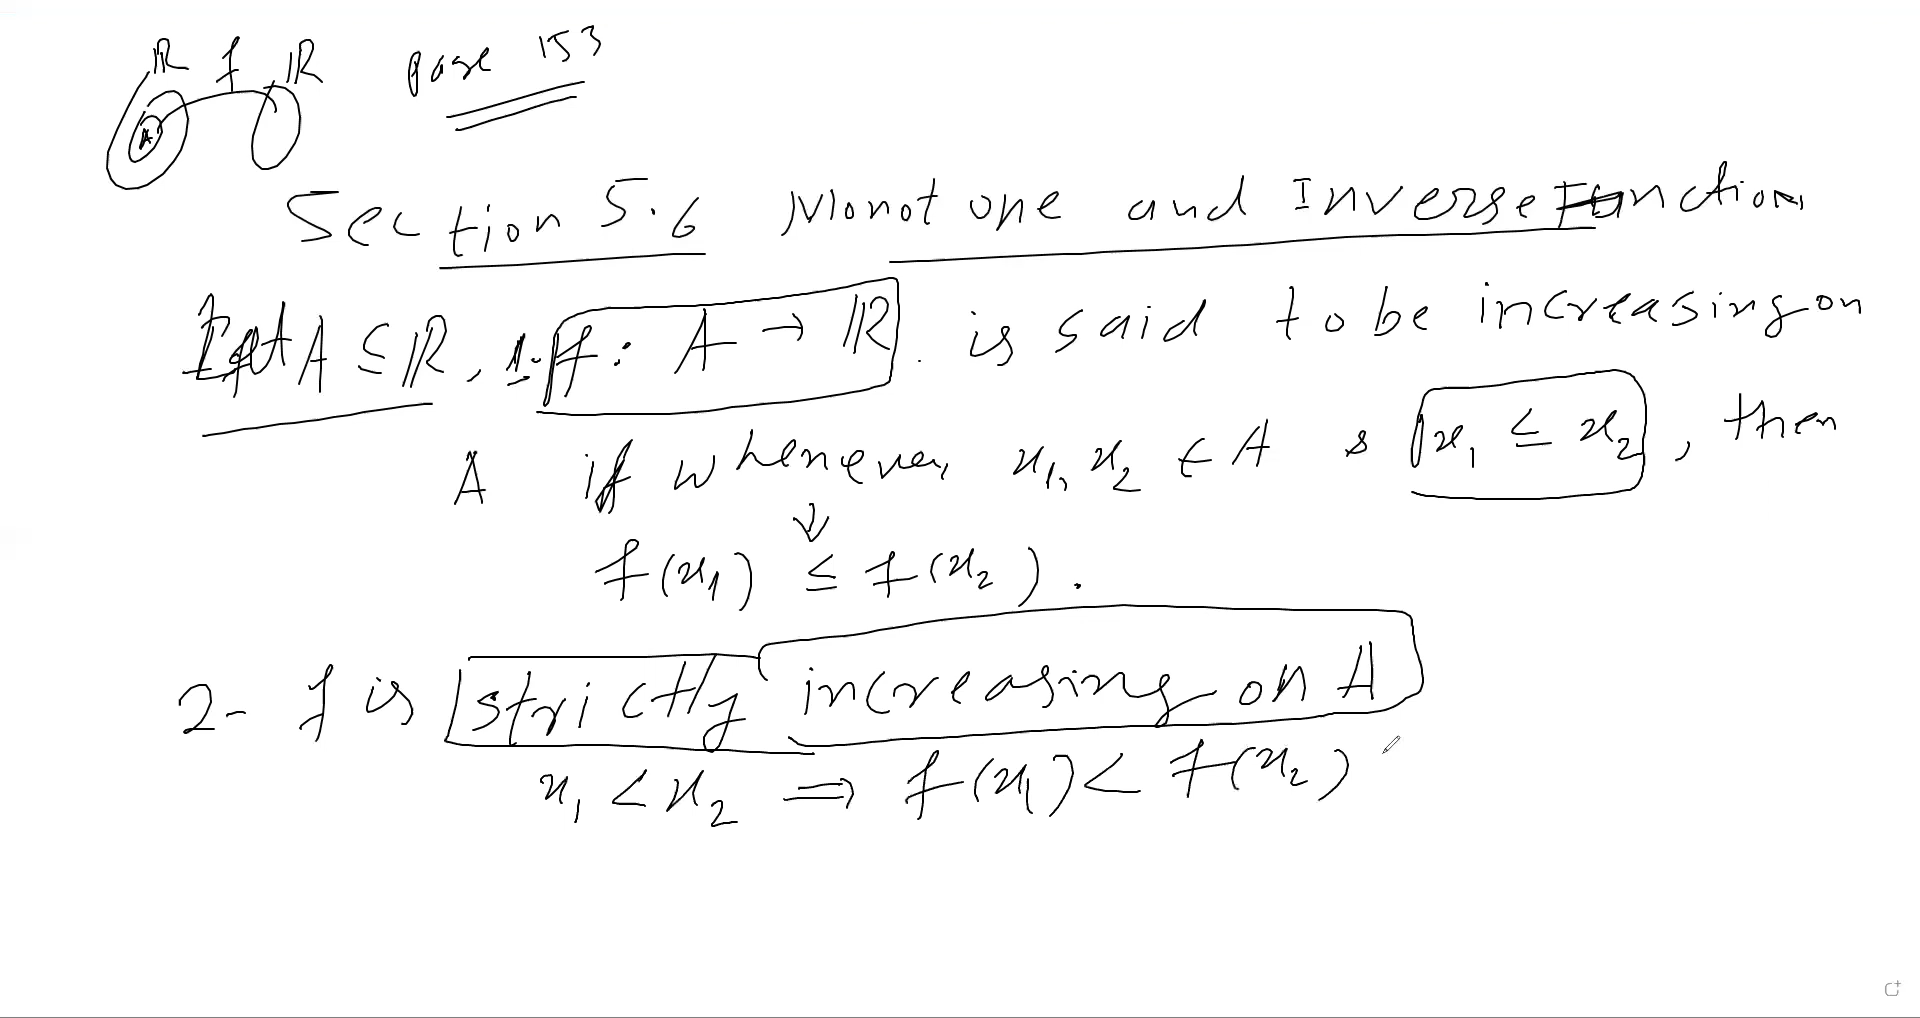 ℝ f ℝ page 153
A
Section 5.6 Monotone and Inverse Function
Let A ⊆ ℝ, 1. f: A → ℝ. is said to be increasing on
A if whenever x₁, x₂ ∈ A & x₁ ≤ x₂, then
f(x₁) ≤ f(x₂).
2- f is strictly increasing on A
x₁ < x₂ ⇒ f(x₁) < f(x₂)